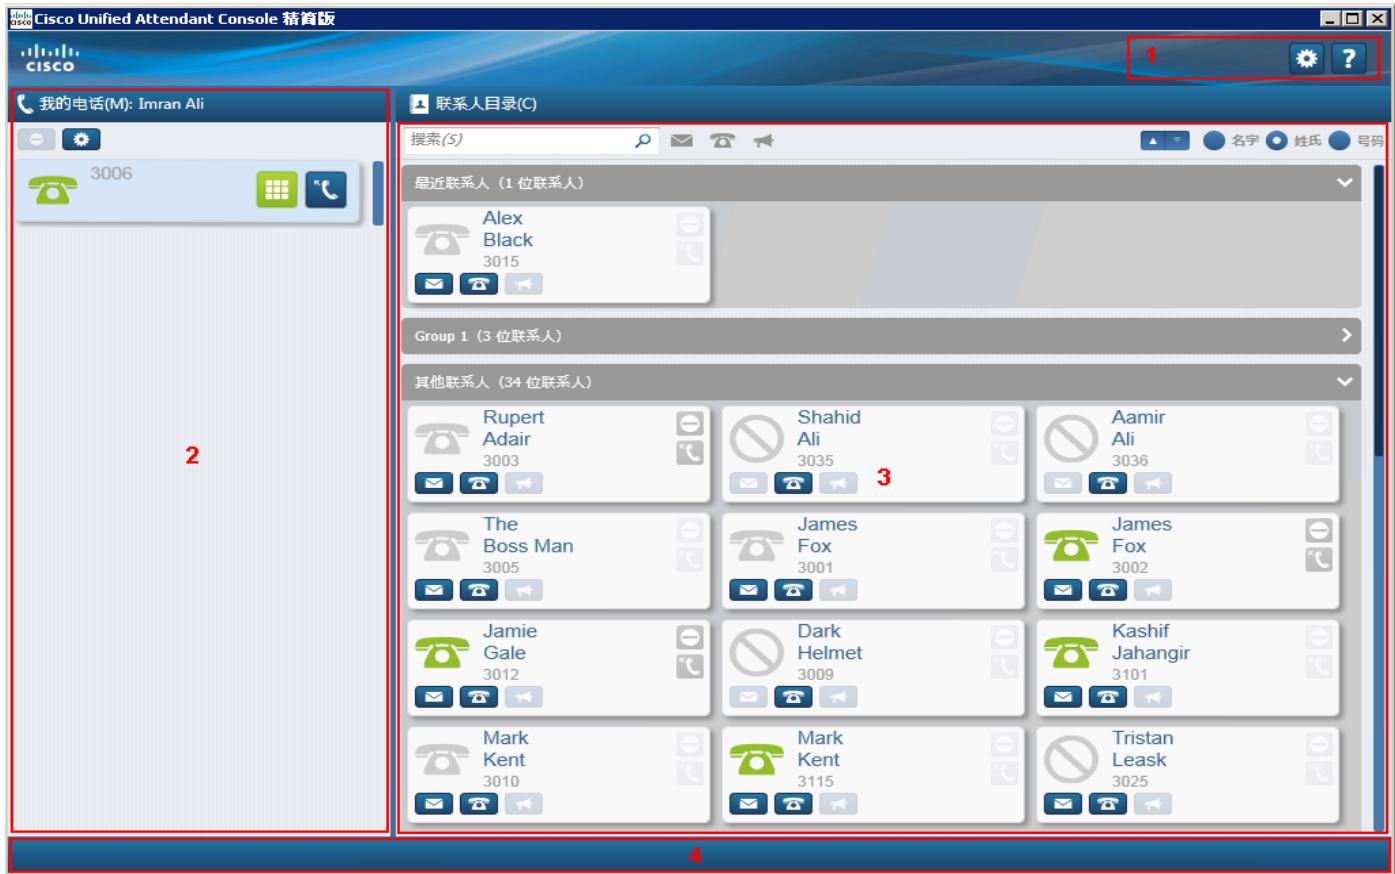 Cisco Unified Attendant Console 精简版
CISCO
1
?
我的电话(M): Imran Ali
联系人目录(C)
3006
搜索(S)
名字
姓氏
号码
最近联系人（1 位联系人）
Alex
Black
3015
Group 1（3 位联系人）
其他联系人（34 位联系人）
Rupert
Adair
3003
Shahid
Ali
3035
Aamir
Ali
3036
2
3
The
Boss Man
3005
James
Fox
3001
James
Fox
3002
Jamie
Gale
3012
Dark
Helmet
3009
Kashif
Jahangir
3101
Mark
Kent
3010
Mark
Kent
3115
Tristan
Leask
3025
4